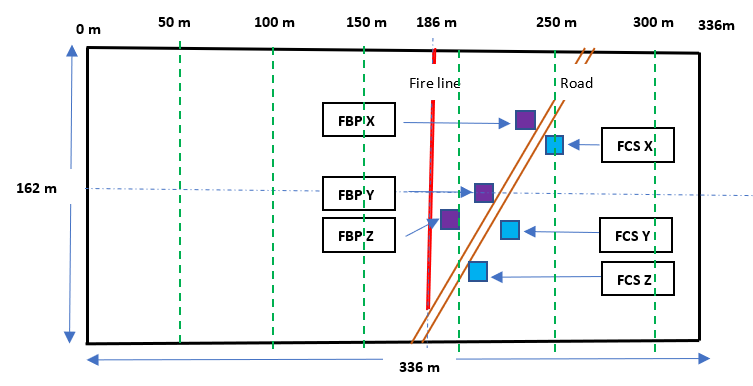 0 m
50 m
100 m
150 m
186 m
250 m
300 m
336m
Fire line
Road
FBP X
FCS X
162 m
FBP Y
FBP Z
FCS Y
FCS Z
336 m